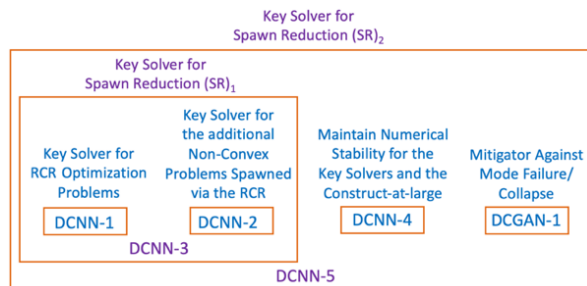 Key Solver for
Spawn Reduction (SR)₂
Key Solver for
Spawn Reduction (SR)₁
Key Solver for
RCR Optimization
Problems
DCNN-1
Key Solver for
the additional
Non-Convex
Problems Spawned
via the RCR
DCNN-2
DCNN-3
Maintain Numerical
Stability for the
Key Solvers and the
Construct-at-large
DCNN-4
Mitigator Against
Mode Failure/
Collapse
DCGAN-1
DCNN-5